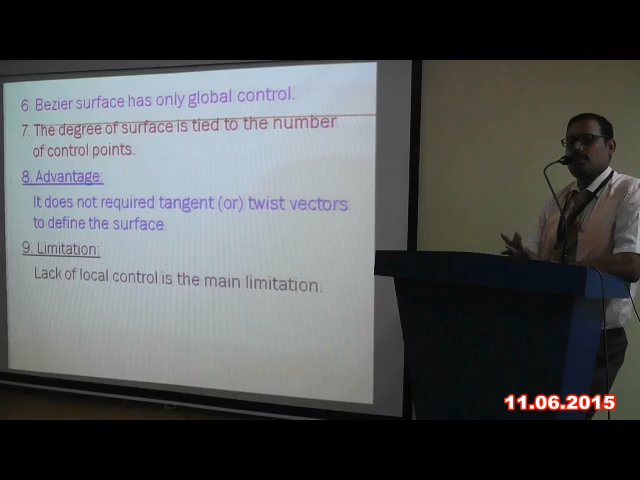 6. Bezier surface has only global control.
7. The degree of surface is tied to the number
of control points.
8. Advantage:
It does not required tangent (or) twist vectors
to define the surface.
9. Limitation:
Lack of local control is the main limitation.
11.06.2015